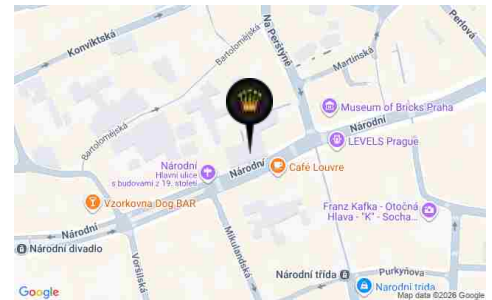 Na Perštýně
Perlová
Konviktská
Bartolomějská
Martinská
Museum of Bricks Praha
Národní
LEVELS Prague
Bartolomějská
Národní
Hlavní ulice
s budovami z 19. století
Národní
Café Louvre
Vzorkovna Dog BAR
Franz Kafka - Otočná
Hlava - "K" - Socha...
Národní
Národní divadlo
Voršilská
Mikulandská
Národní třída
Purkyňova
Národní třída
Google
Map data ©2026 Google